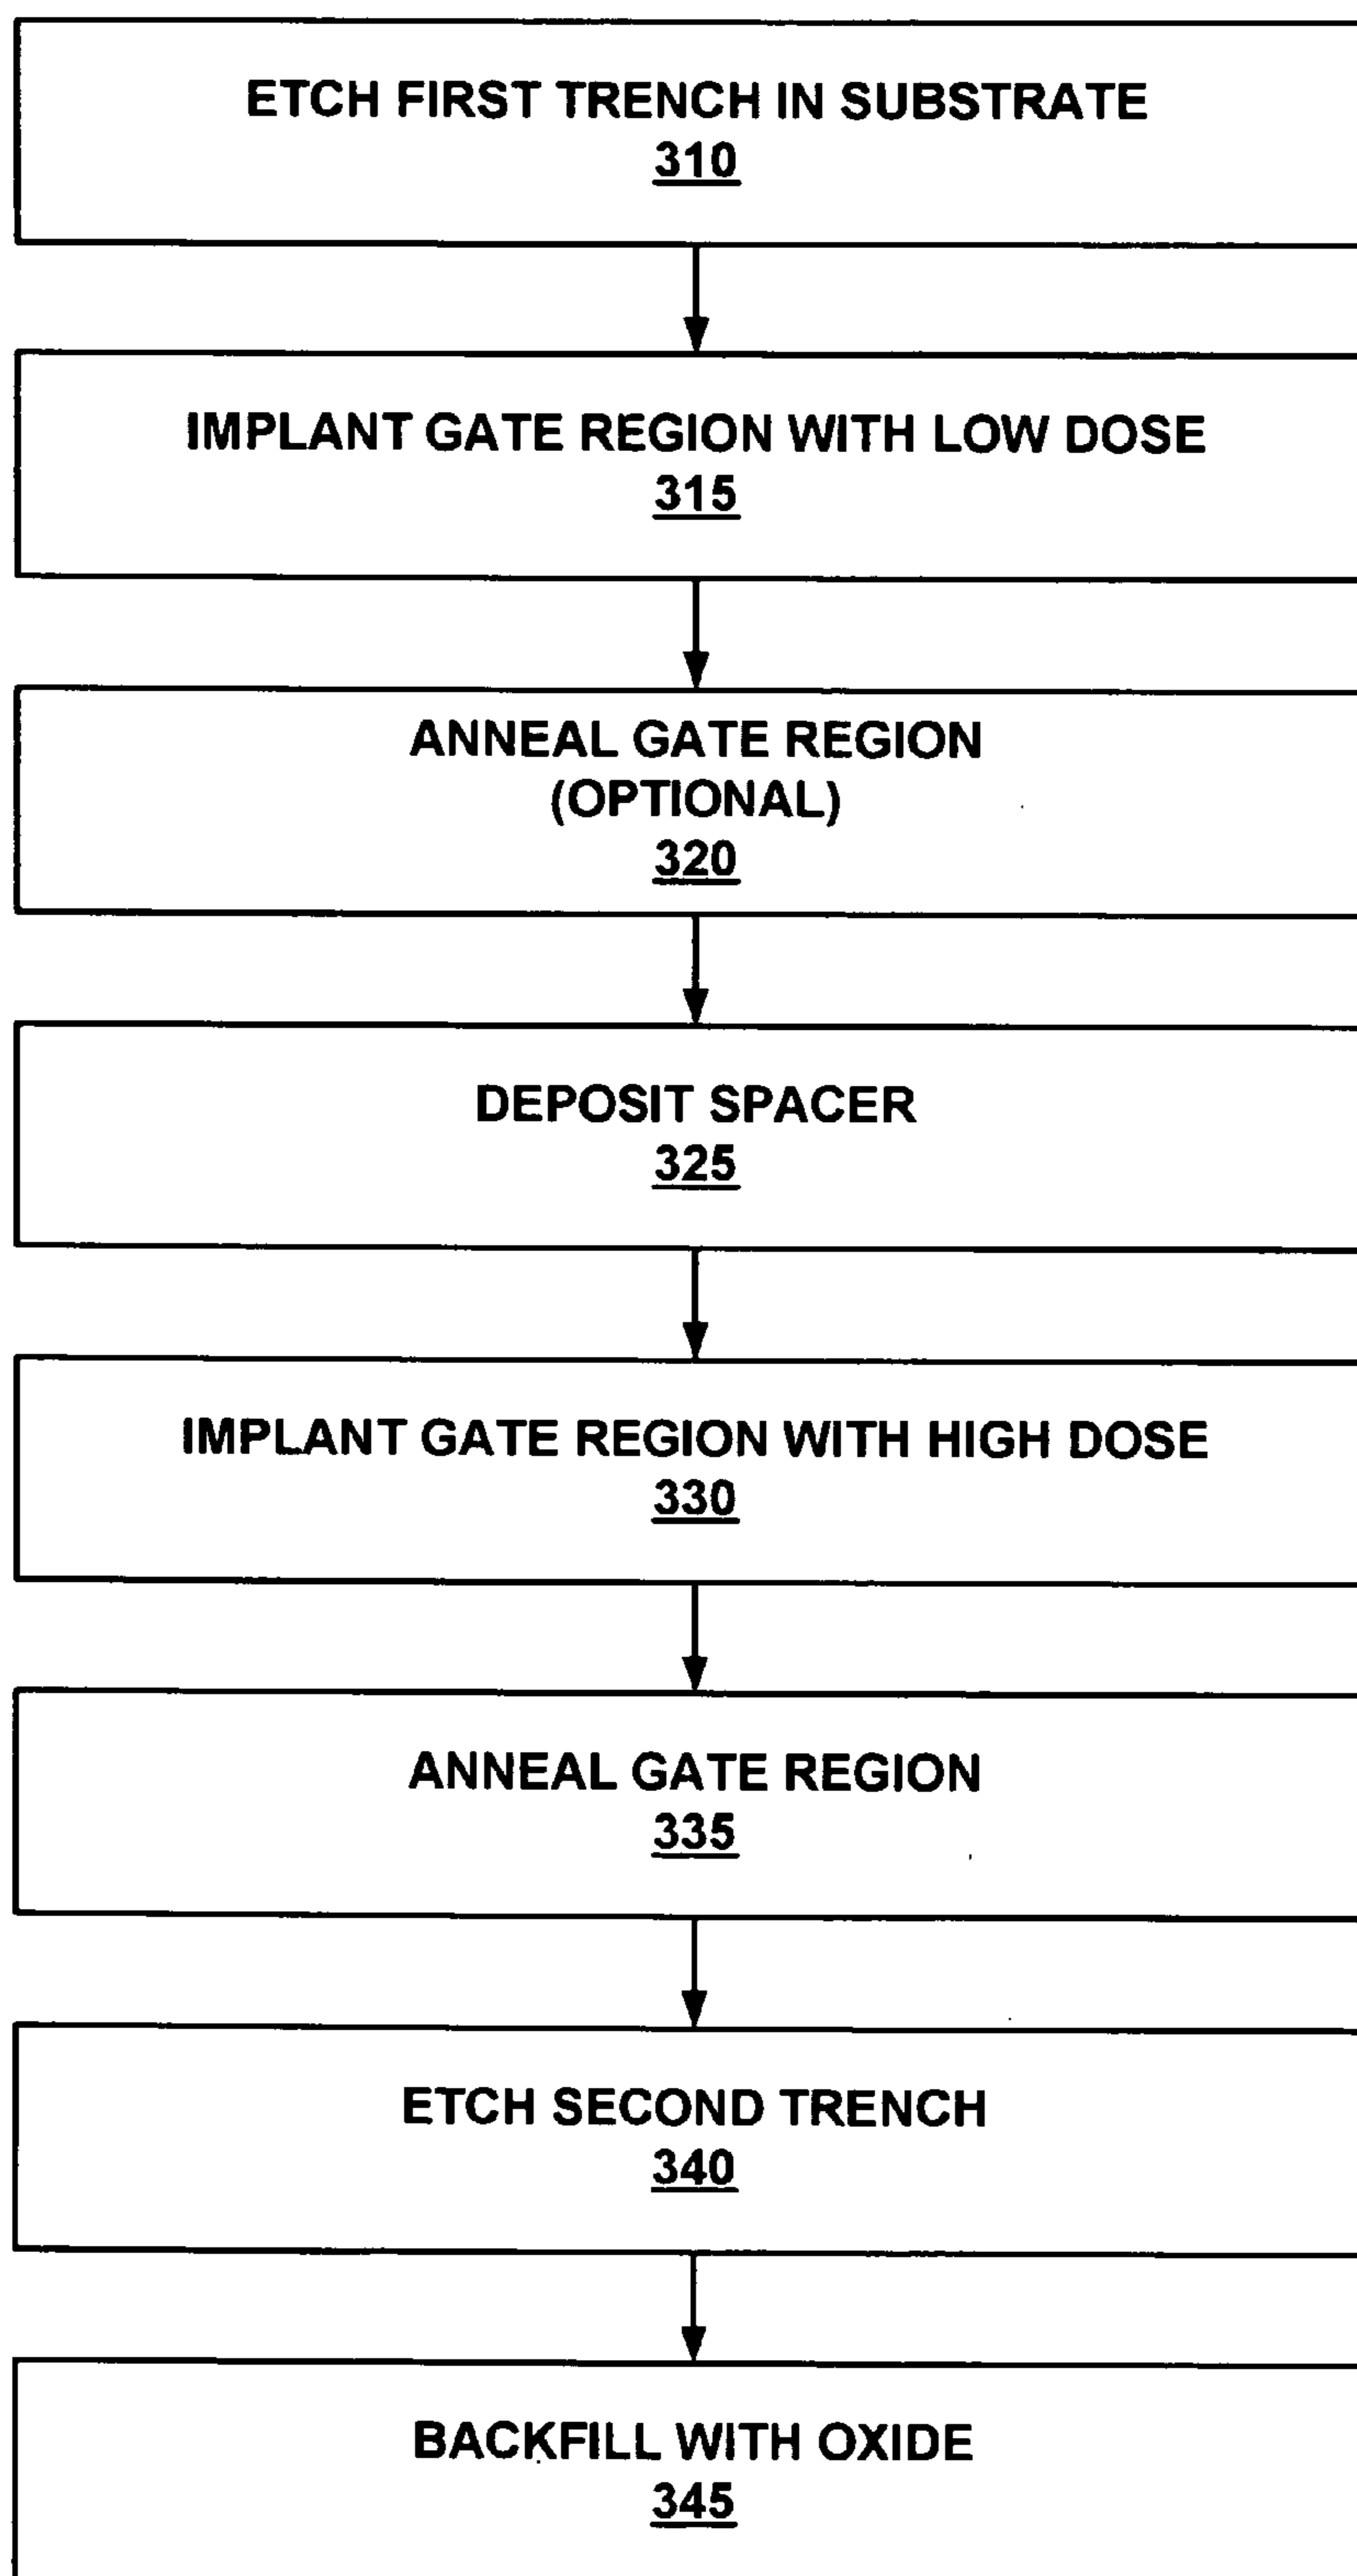 ETCH FIRST TRENCH IN SUBSTRATE
310
IMPLANT GATE REGION WITH LOW DOSE
315
ANNEAL GATE REGION
(OPTIONAL)
320
DEPOSIT SPACER
325
IMPLANT GATE REGION WITH HIGH DOSE
330
ANNEAL GATE REGION
335
ETCH SECOND TRENCH
340
BACKFILL WITH OXIDE
345